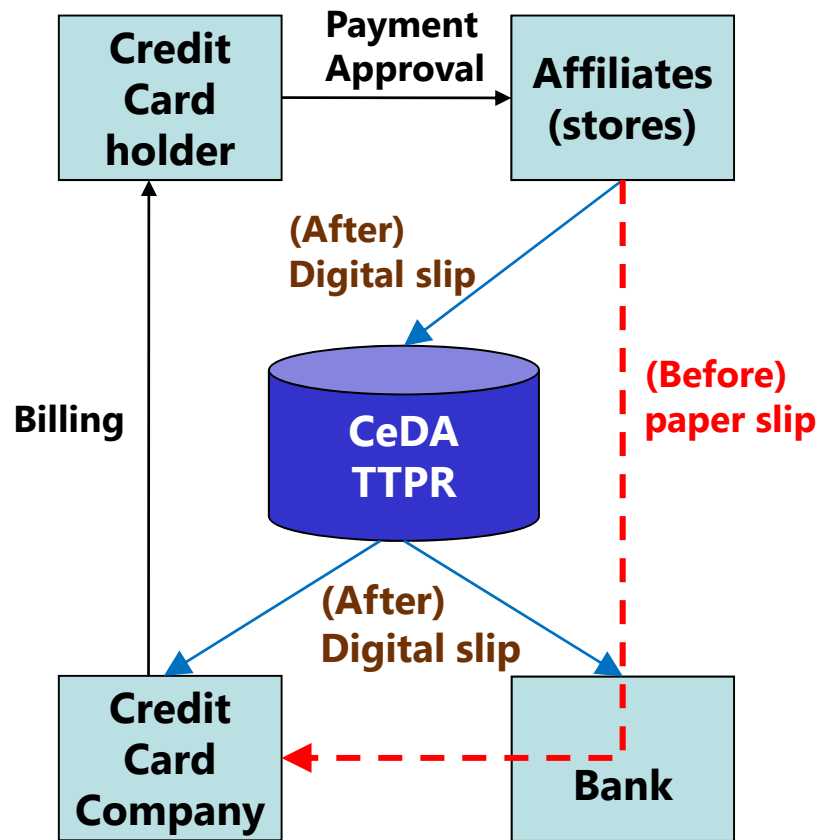 Credit
Card
holder
Payment
Approval
Affiliates
(stores)
(After)
Digital slip
(Before)
paper slip
Billing
CeDA
TTPR
(After)
Digital slip
Credit
Card
Company
Bank